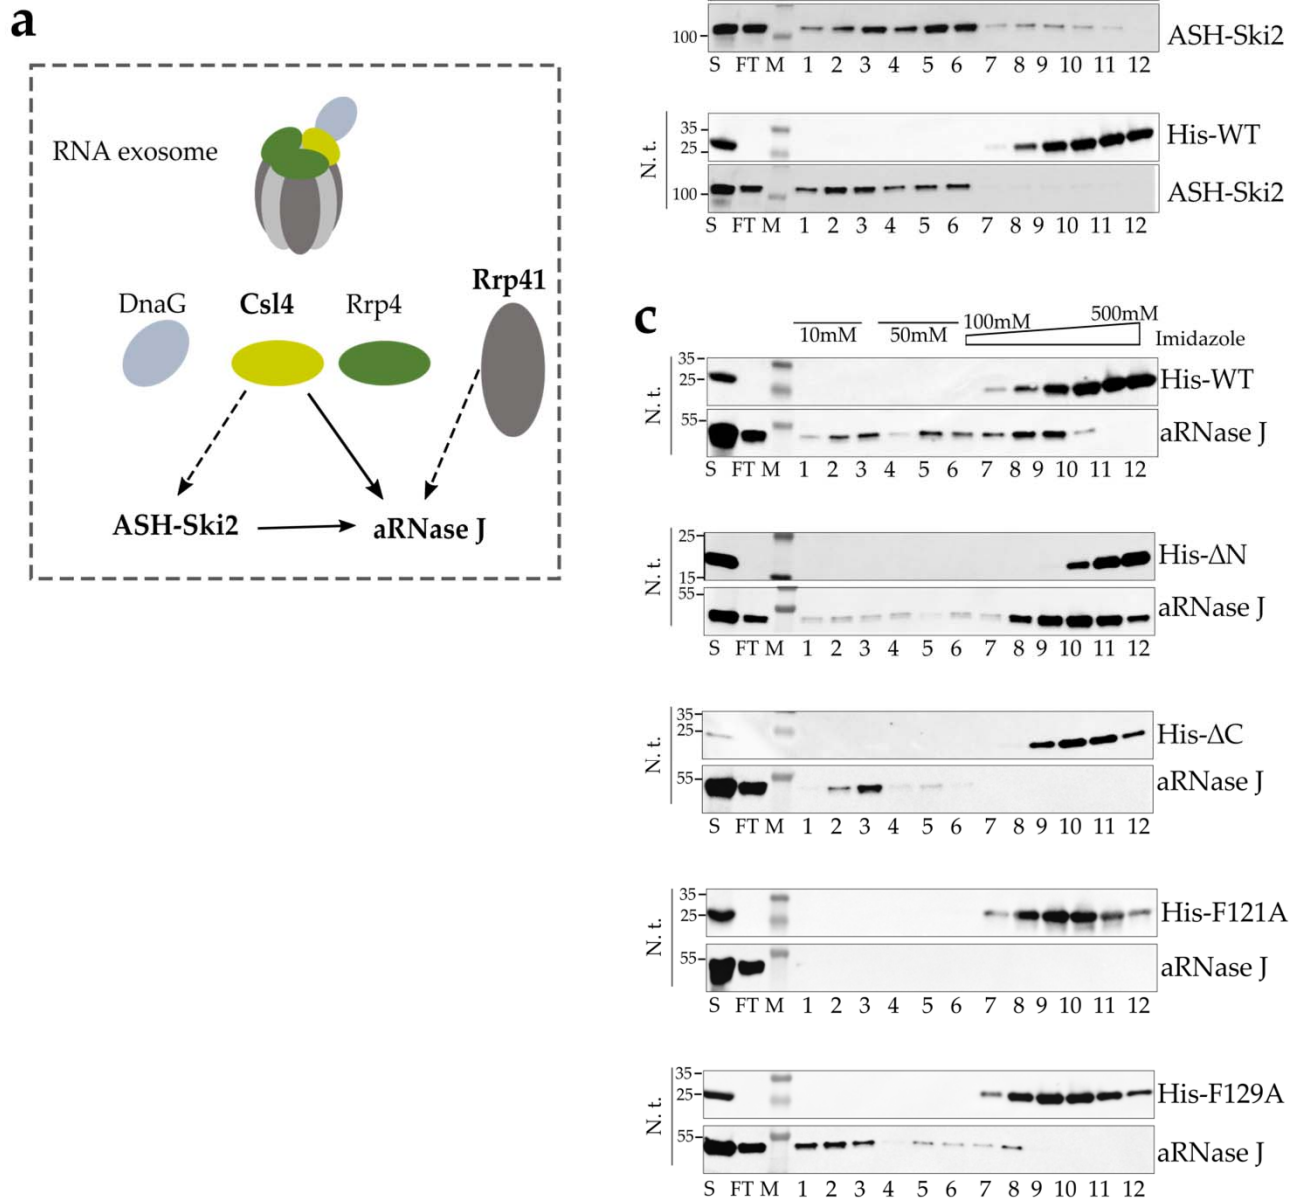 a
RNA exosome
DnaG
Csl4
Rrp4
Rrp41
ASH-Ski2
aRNase J
100
ASH-Ski2
S FT M 1 2 3 4 5 6 7 8 9 10 11 12
N. t.
35
25
His-WT
100
ASH-Ski2
S FT M 1 2 3 4 5 6 7 8 9 10 11 12
c
10mM
50mM
100mM
500mM
Imidazole
N. t.
35
25
His-WT
55
aRNase J
S FT M 1 2 3 4 5 6 7 8 9 10 11 12
N. t.
25
15
His-ΔN
55
aRNase J
S FT M 1 2 3 4 5 6 7 8 9 10 11 12
N. t.
35
25
His-ΔC
55
aRNase J
S FT M 1 2 3 4 5 6 7 8 9 10 11 12
N. t.
35
25
His-F121A
55
aRNase J
S FT M 1 2 3 4 5 6 7 8 9 10 11 12
N. t.
35
25
His-F129A
55
aRNase J
S FT M 1 2 3 4 5 6 7 8 9 10 11 12